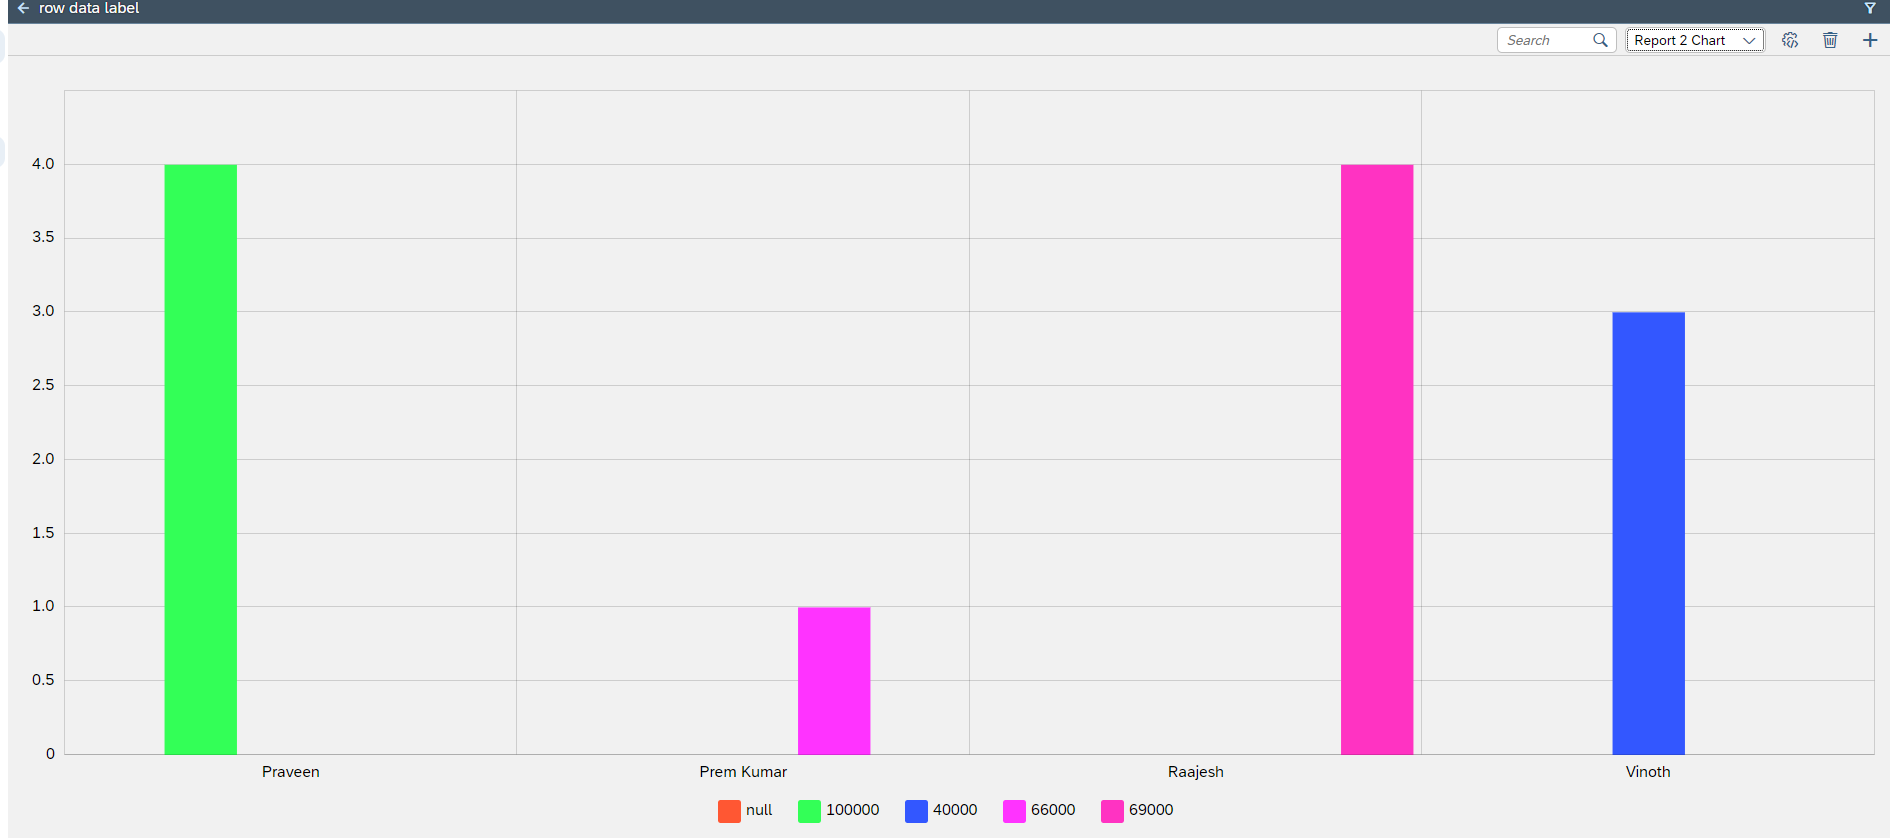 row data label
Search
Report 2 Chart
4.0
3.5
3.0
2.5
2.0
1.5
1.0
0.5
0
Praveen Prem Kumar Raajesh Vinoth
null 100000 40000 66000 69000